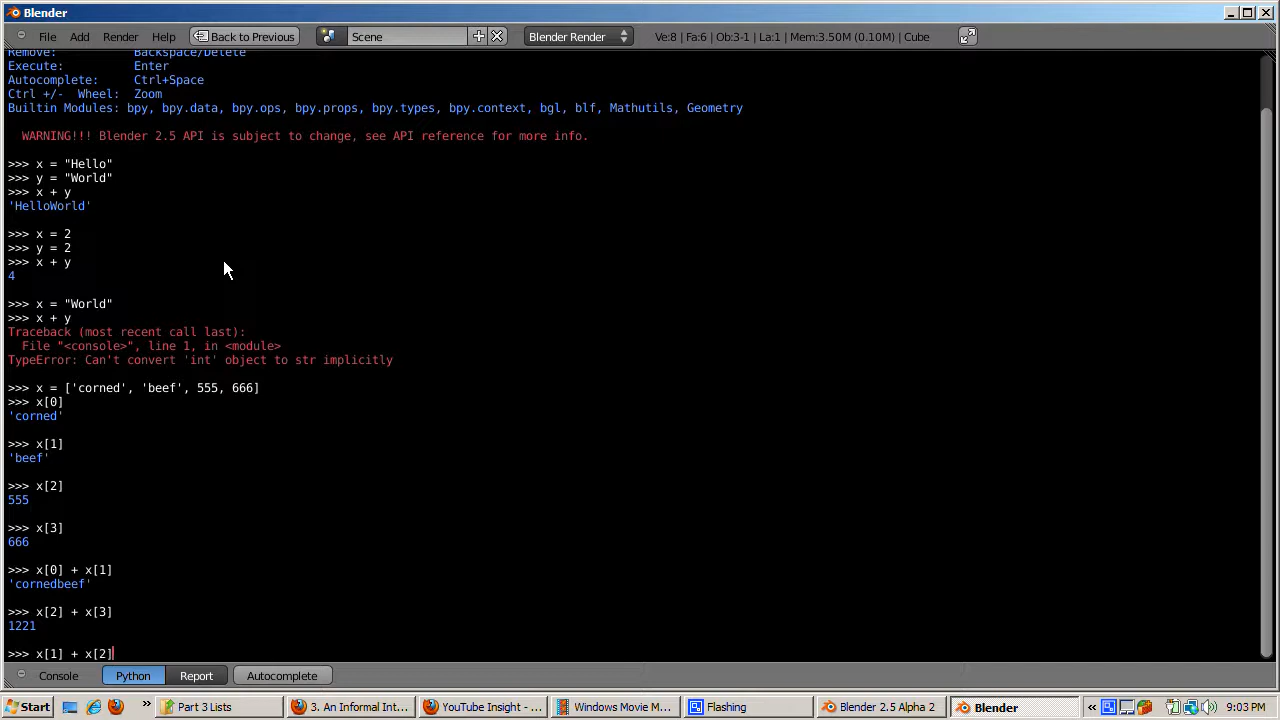 Blender
File Add Render Help Back to Previous Scene Blender Render Ve:8 | Fa:6 | Ob:3-1 | La:1 | Mem:3.50M (0.10M) | Cube
Remove: Backspace/Delete
Execute: Enter
Autocomplete: Ctrl+Space
Ctrl +/- Wheel: Zoom
Builtin Modules: bpy, bpy.data, bpy.ops, bpy.props, bpy.types, bpy.context, bgl, blf, Mathutils, Geometry
WARNING!!! Blender 2.5 API is subject to change, see API reference for more info.
>>> x = "Hello"
>>> y = "World"
>>> x + y
'HelloWorld'
>>> x = 2
>>> y = 2
>>> x + y
4
>>> x = "World"
>>> x + y
Traceback (most recent call last):
File "<console>", line 1, in <module>
TypeError: Can't convert 'int' object to str implicitly
>>> x = ['corned', 'beef', 555, 666]
>>> x[0]
'corned'
>>> x[1]
'beef'
>>> x[2]
555
>>> x[3]
666
>>> x[0] + x[1]
'cornedbeef'
>>> x[2] + x[3]
1221
>>> x[1] + x[2]
Console Python Report Autocomplete
Start » Part 3 Lists 3. An Informal Int... YouTube Insight - ... Windows Movie M... Flashing Blender 2.5 Alpha 2 Blender « 9:03 PM